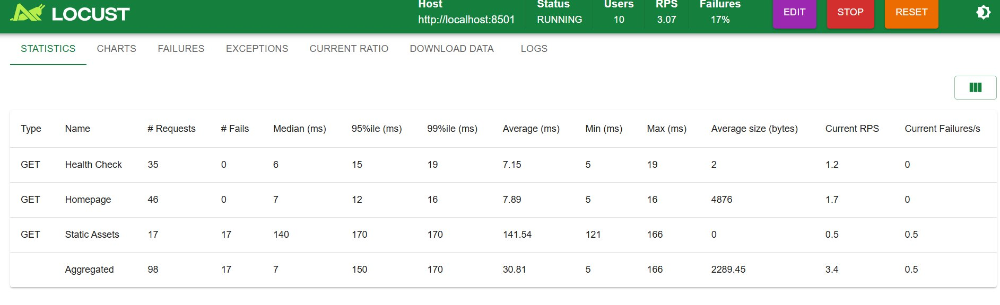 LOCUST
Host Status Users RPS Failures
http://localhost:8501 RUNNING 10 3.07 17%
EDIT STOP RESET
STATISTICS CHARTS FAILURES EXCEPTIONS CURRENT RATIO DOWNLOAD DATA LOGS
Type Name # Requests # Fails Median (ms) 95%ile (ms) 99%ile (ms) Average (ms) Min (ms) Max (ms) Average size (bytes) Current RPS Current Failures/s
GET Health Check 35 0 6 15 19 7.15 5 19 2 1.2 0
GET Homepage 46 0 7 12 16 7.89 5 16 4876 1.7 0
GET Static Assets 17 17 140 170 170 141.54 121 166 0 0.5 0.5
Aggregated 98 17 7 150 170 30.81 5 166 2289.45 3.4 0.5